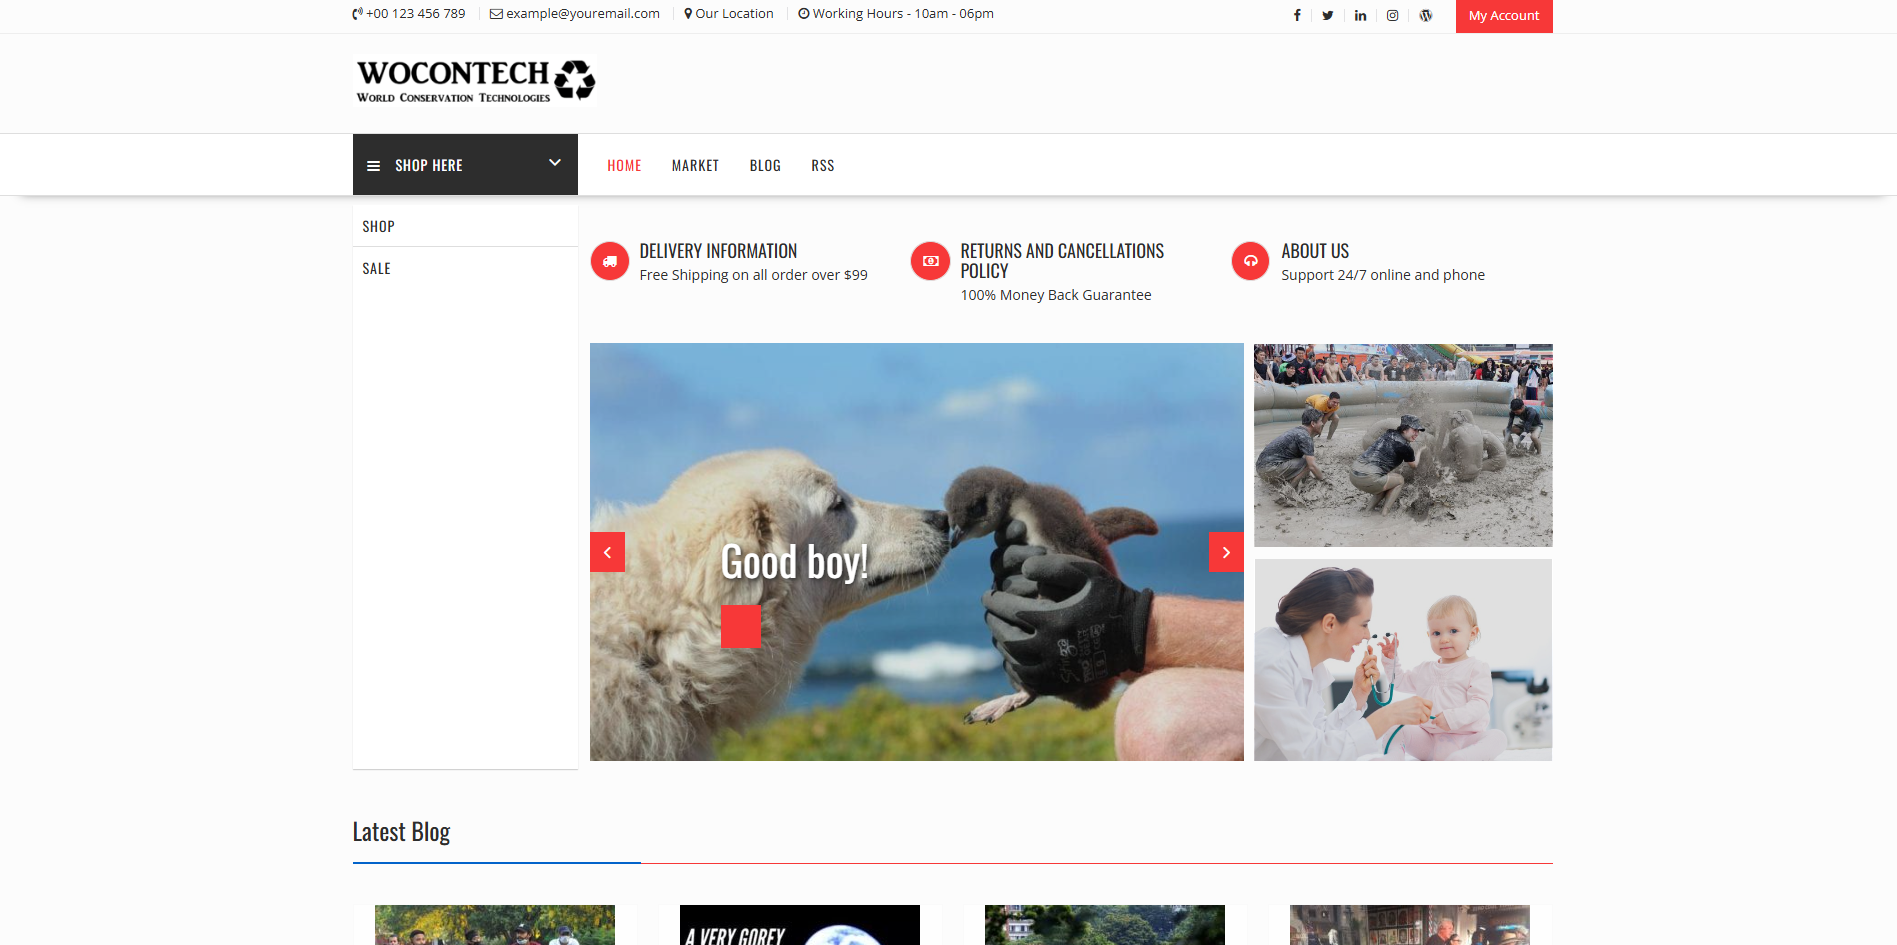 +00 123 456 789 example@youremail.com Our Location Working Hours - 10am - 06pm My Account
WOCONTECH
WORLD CONSERVATION TECHNOLOGIES
SHOP HERE HOME MARKET BLOG RSS
SHOP
SALE
DELIVERY INFORMATION
Free Shipping on all order over $99
RETURNS AND CANCELLATIONS
POLICY
100% Money Back Guarantee
ABOUT US
Support 24/7 online and phone
Good boy!
Latest Blog
A VERY GOREY